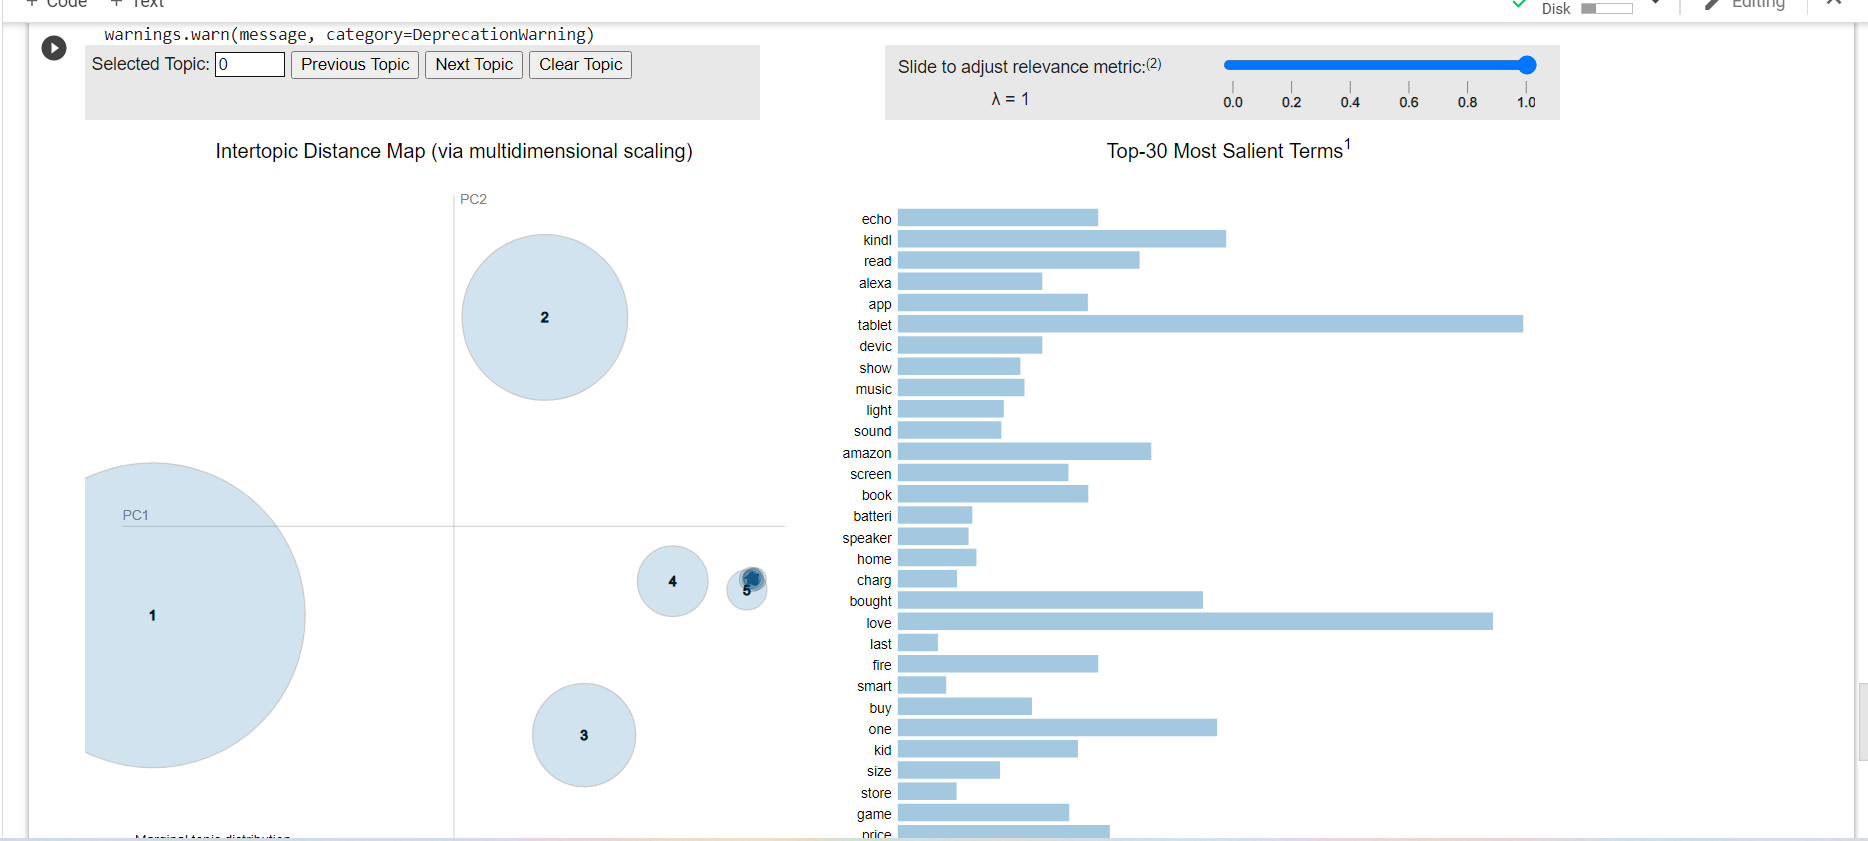 + Code + Text
Disk
Editing
warnings.warn(message, category=DeprecationWarning)
Selected Topic: 0 Previous Topic Next Topic Clear Topic
Slide to adjust relevance metric:(2)
λ = 1
0.0 0.2 0.4 0.6 0.8 1.0
Intertopic Distance Map (via multidimensional scaling)
PC2
2
PC1
1
4
5
3
Marginal topic distribution
Top-30 Most Salient Terms1
echo
kindl
read
alexa
app
tablet
devic
show
music
light
sound
amazon
screen
book
batteri
speaker
home
charg
bought
love
last
fire
smart
buy
one
kid
size
store
game
price